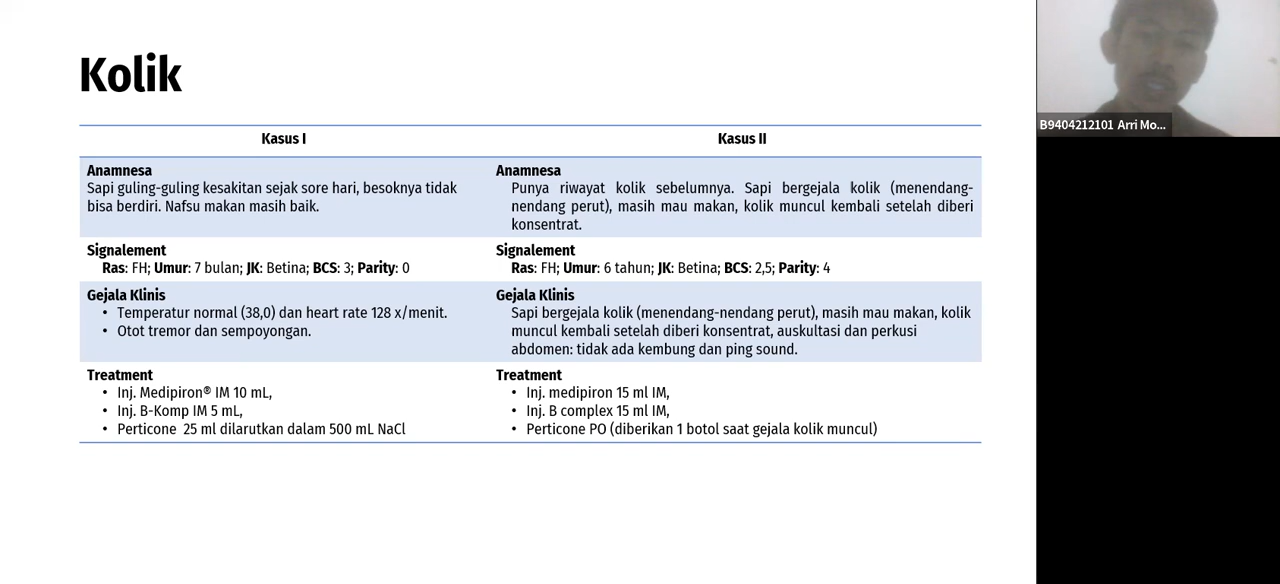 Kolik
Kasus I
Kasus II
Anamnesa
Sapi guling-guling kesakitan sejak sore hari, besoknya tidak
bisa berdiri. Nafsu makan masih baik.
Anamnesa
Punya riwayat kolik sebelumnya. Sapi bergejala kolik (menendang-
nendang perut), masih mau makan, kolik muncul kembali setelah diberi
konsentrat.
Signalement
Ras: FH; Umur: 7 bulan; JK: Betina; BCS: 3; Parity: 0
Signalement
Ras: FH; Umur: 6 tahun; JK: Betina; BCS: 2,5; Parity: 4
Gejala Klinis
• Temperatur normal (38,0) dan heart rate 128 x/menit.
• Otot tremor dan sempoyongan.
Gejala Klinis
Sapi bergejala kolik (menendang-nendang perut), masih mau makan, kolik
muncul kembali setelah diberi konsentrat, auskultasi dan perkusi
abdomen: tidak ada kembung dan ping sound.
Treatment
• Inj. Medipiron® IM 10 mL,
• Inj. B-Komp IM 5 mL,
• Perticone 25 ml dilarutkan dalam 500 mL NaCl
Treatment
• Inj. medipiron 15 ml IM,
• Inj. B complex 15 ml IM,
• Perticone PO (diberikan 1 botol saat gejala kolik muncul)
B9404212101 Arri Mo...